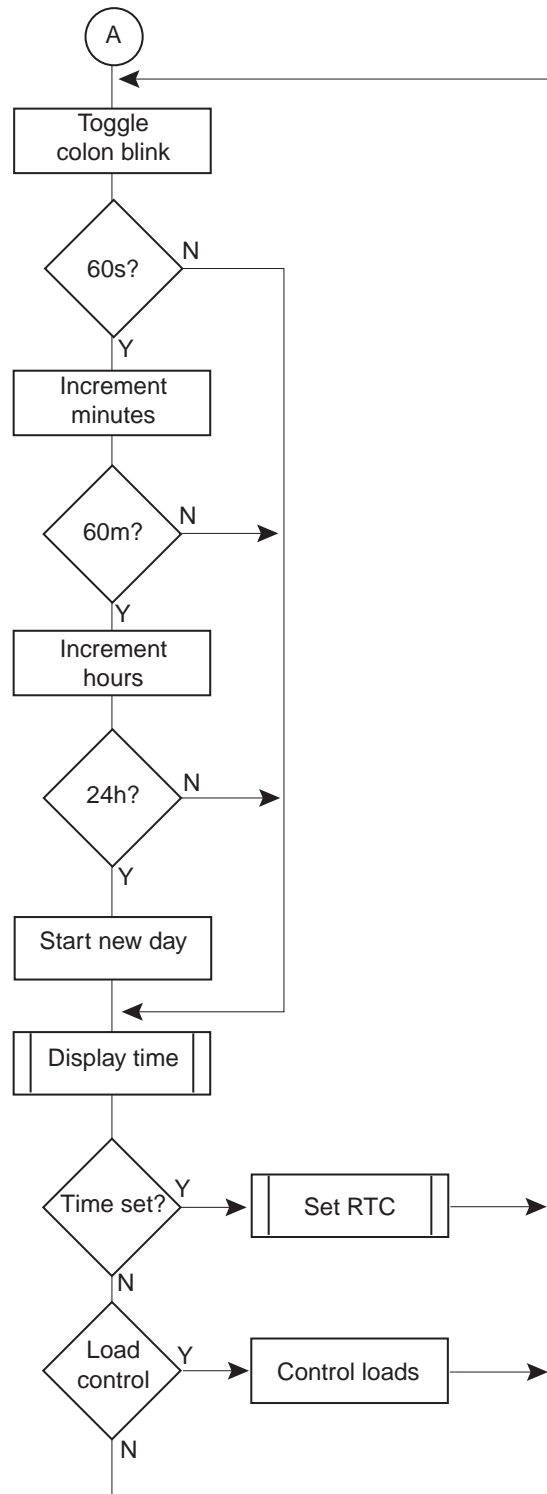 A
Toggle
colon blink
60s?
N
Y
Increment
minutes
60m?
N
Y
Increment
hours
24h?
N
Y
Start new day
Display time
Time set?
Y
Set RTC
N
Load
control
Y
Control loads
N